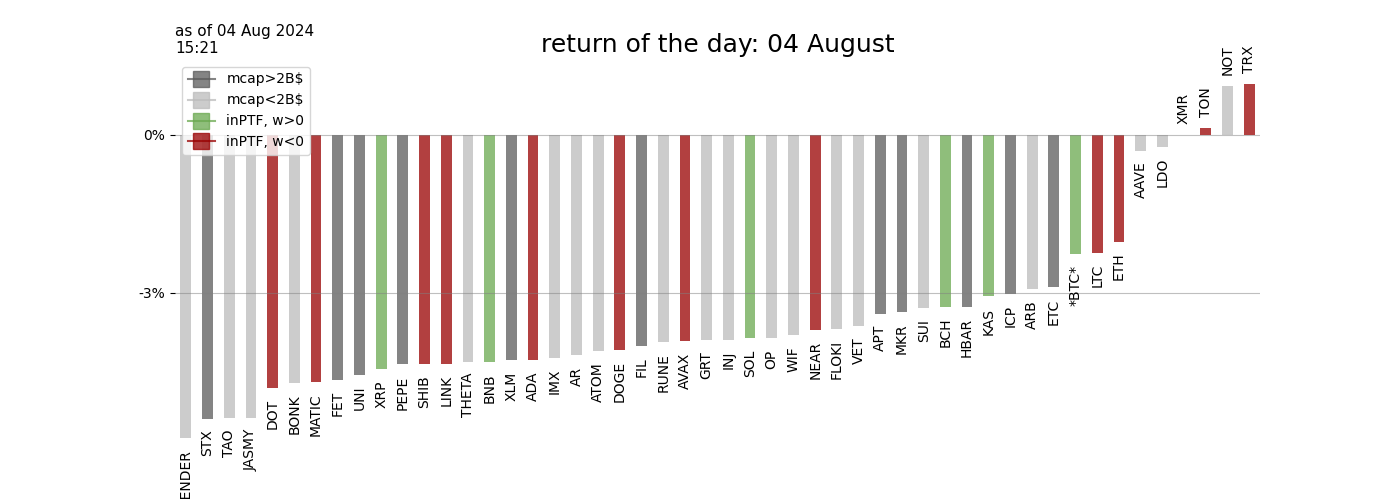 as of 04 Aug 2024
15:21
return of the day: 04 August
mcap>2B$
mcap<2B$
inPTF, w>0
inPTF, w<0
0%
-3%
ENDER
STX
TAO
JASMY
DOT
BONK
MATIC
FET
UNI
XRP
PEPE
SHIB
LINK
THETA
BNB
XLM
ADA
IMX
AR
ATOM
DOGE
FIL
RUNE
AVAX
GRT
INJ
SOL
OP
WIF
NEAR
FLOKI
VET
APT
MKR
SUI
BCH
HBAR
KAS
ICP
ARB
ETC
*BTC*
LTC
ETH
AAVE
LDO
XMR
TON
NOT
TRX